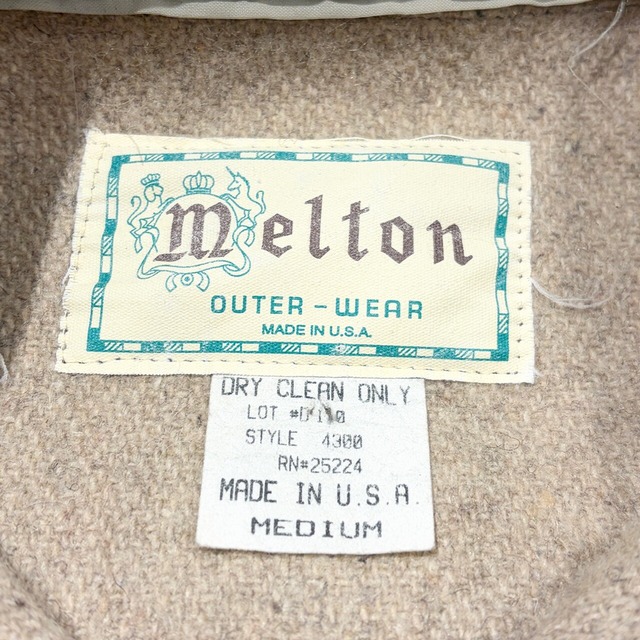 Melton
OUTER-WEAR
MADE IN U.S.A.
DRY CLEAN ONLY
LOT
STYLE 4300
RN#25224
MADE IN U.S.A.
MEDIUM